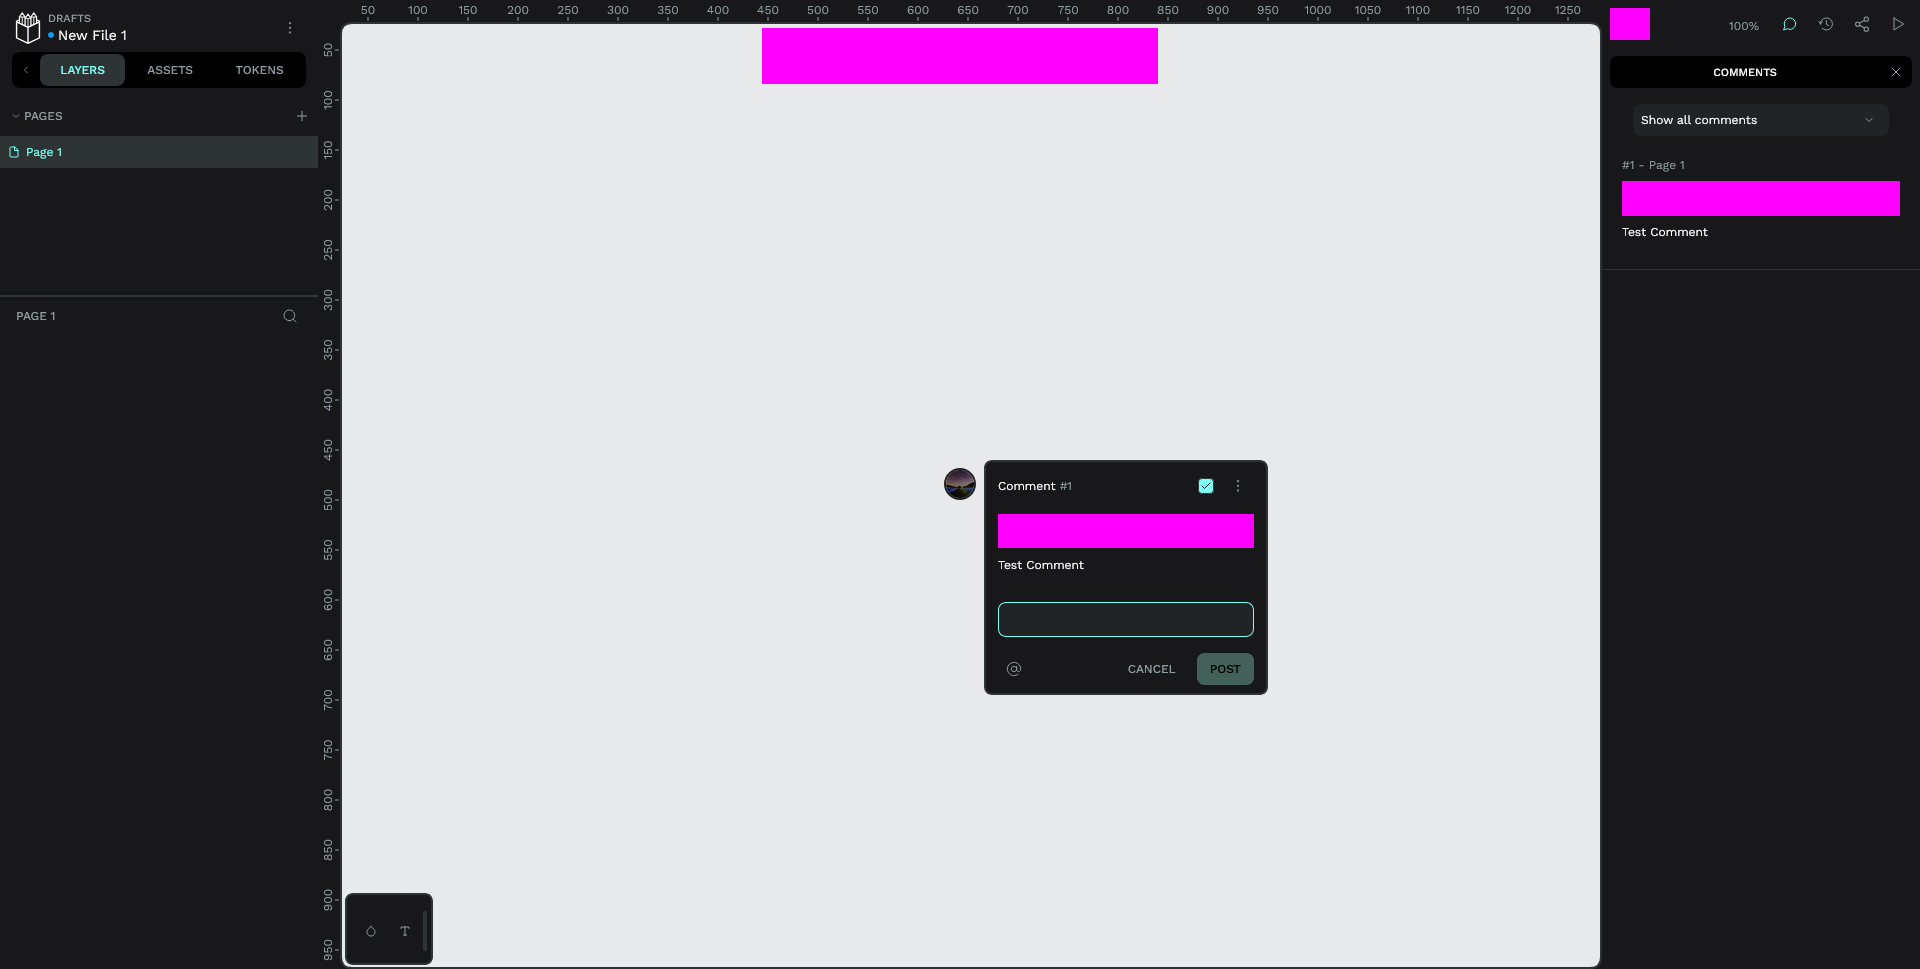 DRAFTS
New File 1
LAYERS
ASSETS
TOKENS
PAGES
Page 1
PAGE 1
50 100 150 200 250 300 350 400 450 500 550 600 650 700 750 800 850 900 950 1000 1050 1100 1150 1200 1250
50
100
150
200
250
300
350
400
450
500
550
600
650
700
750
800
850
900
950
Comment #1
Test Comment
@
CANCEL
POST
T
100%
COMMENTS
Show all comments
#1 - Page 1
Test Comment